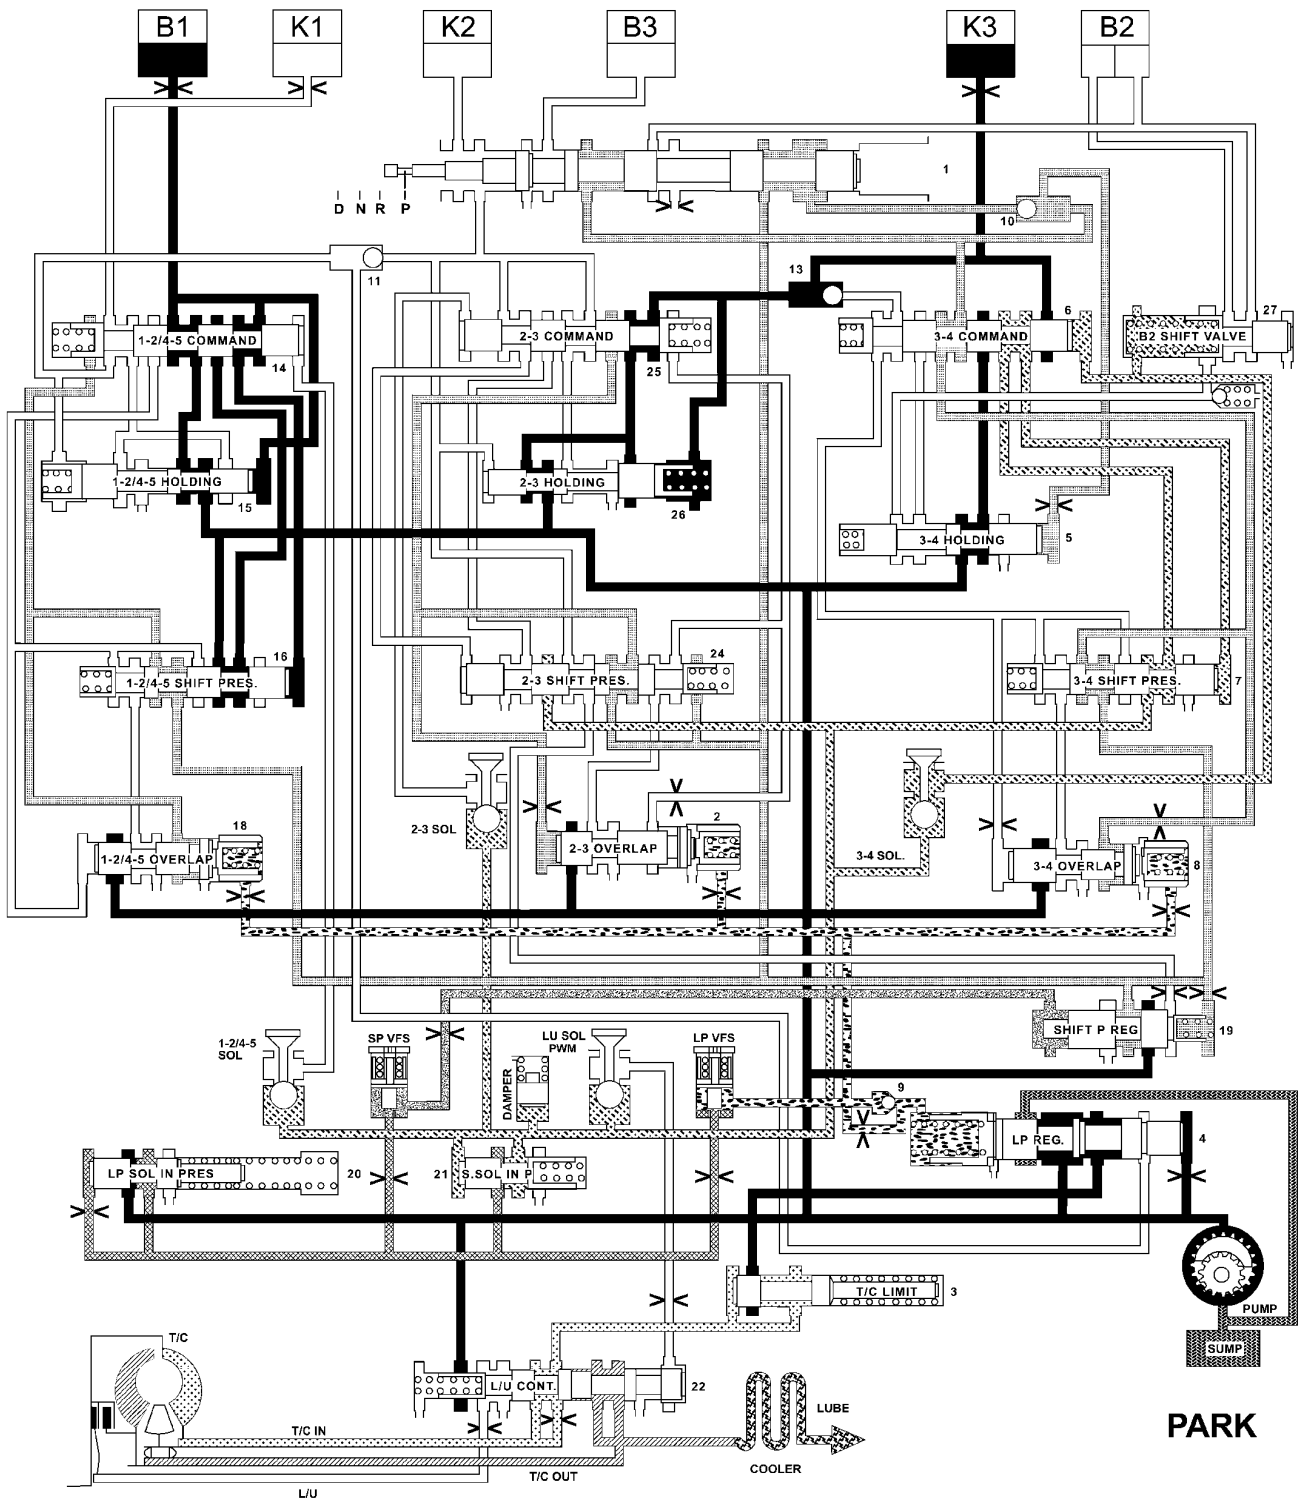 B1 K1 K2 B3 K3 B2
1
D N R P
10
11
13
6
27
1-2/4-5 COMMAND
2-3 COMMAND
3-4 COMMAND
B2 SHIFT VALVE
14
25
1-2/4-5 HOLDING
2-3 HOLDING
15
26
3-4 HOLDING
5
16
24
1-2/4-5 SHIFT PRES.
2-3 SHIFT PRES.
3-4 SHIFT PRES.
7
18
2
2-3 SOL
1-2/4-5 OVERLAP
2-3 OVERLAP
3-4 SOL.
3-4 OVERLAP
8
1-2/4-5
SOL
SP VFS
LU SOL
PWM
LP VFS
SHIFT P REG
19
DAMPER
9
LP REG.
4
LP SOL IN PRES
20
21
S.SOL IN P
T/C LIMIT
3
PUMP
SUMP
T/C
L/U CONT.
22
T/C IN
LUBE
PARK
COOLER
T/C OUT
L/U